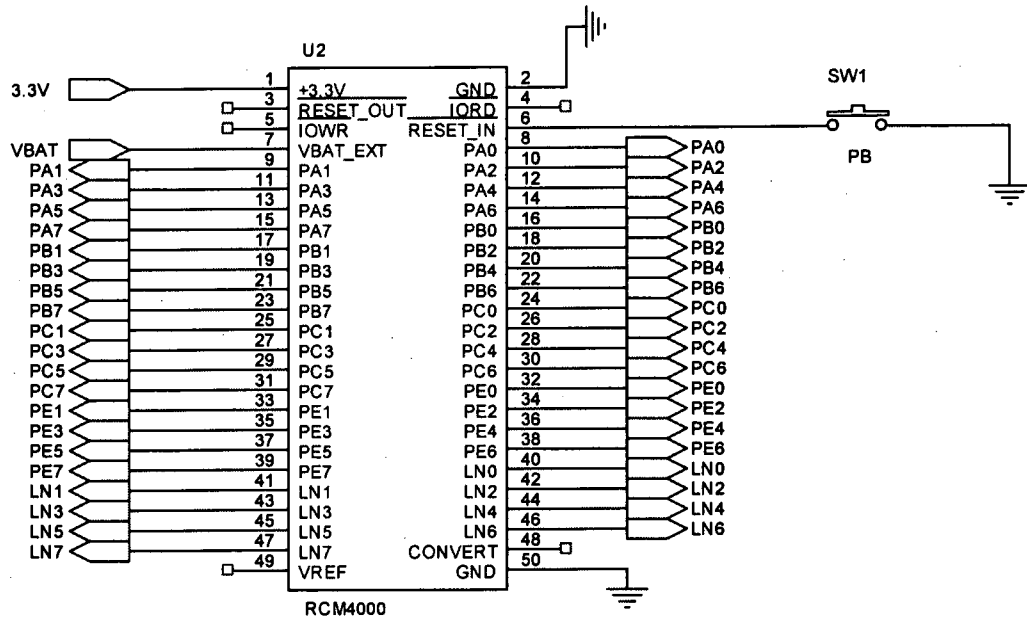 U2
SW1
3.3V 1 +3.3V GND 2
3 RESET_OUT IORD 4
5 IOWR RESET_IN 6
VBAT 7 VBAT_EXT PA0 8 PA0
PB
PA1 9 PA1 PA2 10 PA2
PA3 11 PA3 PA4 12 PA4
PA5 13 PA5 PA6 14 PA6
PA7 15 PA7 PB0 16 PB0
PB1 17 PB1 PB2 18 PB2
PB3 19 PB3 PB4 20 PB4
PB5 21 PB5 PB6 22 PB6
PB7 23 PB7 PC0 24 PC0
PC1 25 PC1 PC2 26 PC2
PC3 27 PC3 PC4 28 PC4
PC5 29 PC5 PC6 30 PC6
PC7 31 PC7 PE0 32 PE0
PE1 33 PE1 PE2 34 PE2
PE3 35 PE3 PE4 36 PE4
PE5 37 PE5 PE6 38 PE6
PE7 39 PE7 LN0 40 LN0
LN1 41 LN1 LN2 42 LN2
LN3 43 LN3 LN4 44 LN4
LN5 45 LN5 LN6 46 LN6
LN7 47 LN7 CONVERT 48
49 VREF GND 50
RCM4000